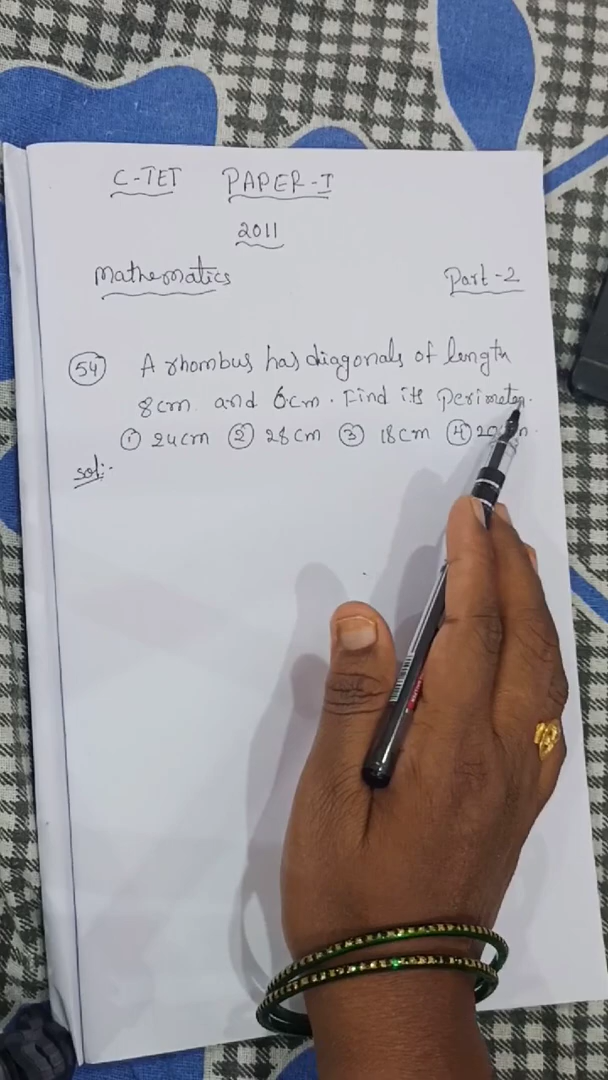 C-TET PAPER-I
2011
Mathematics Part-2
54 A rhombus has diagonals of length
8cm and 6cm. Find its perimeter.
① 24cm ② 28cm ③ 18cm ④
Sol:-